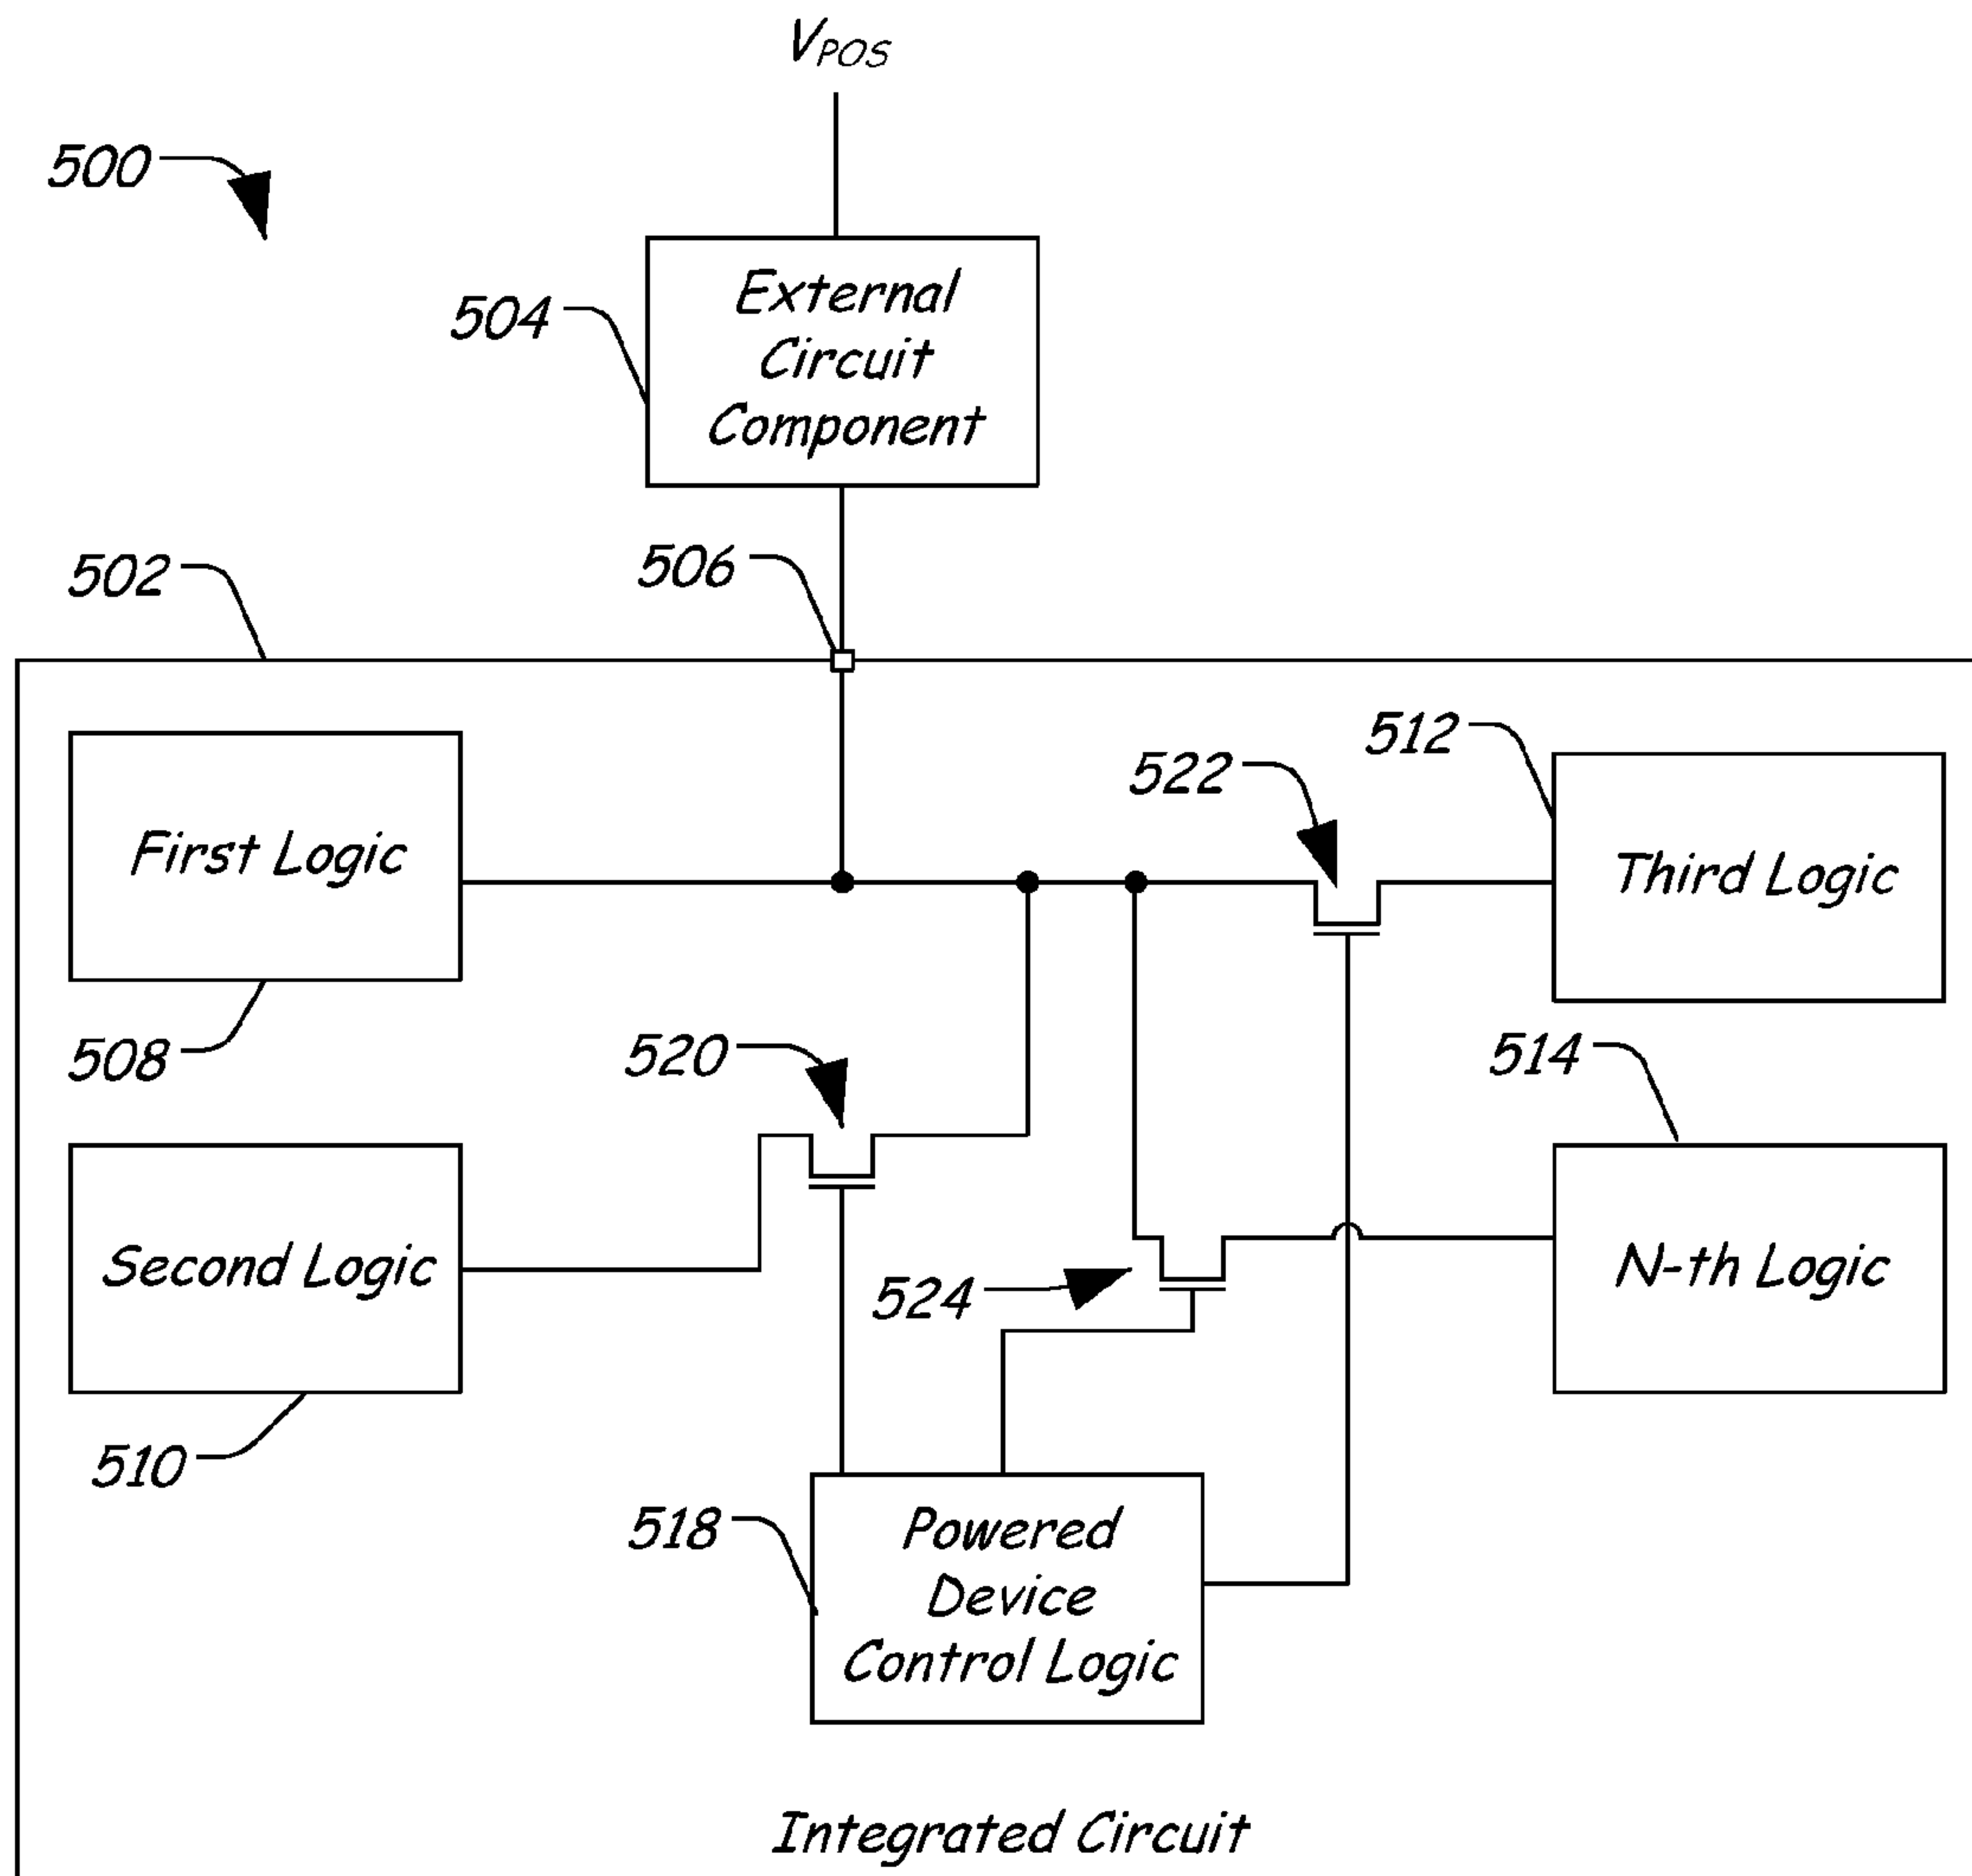 VPOS
500
External
Circuit
Component
504
506
502
512
522
First Logic
Third Logic
508
520
514
Second Logic
N-th Logic
524
510
518
Powered
Device
Control Logic
Integrated Circuit